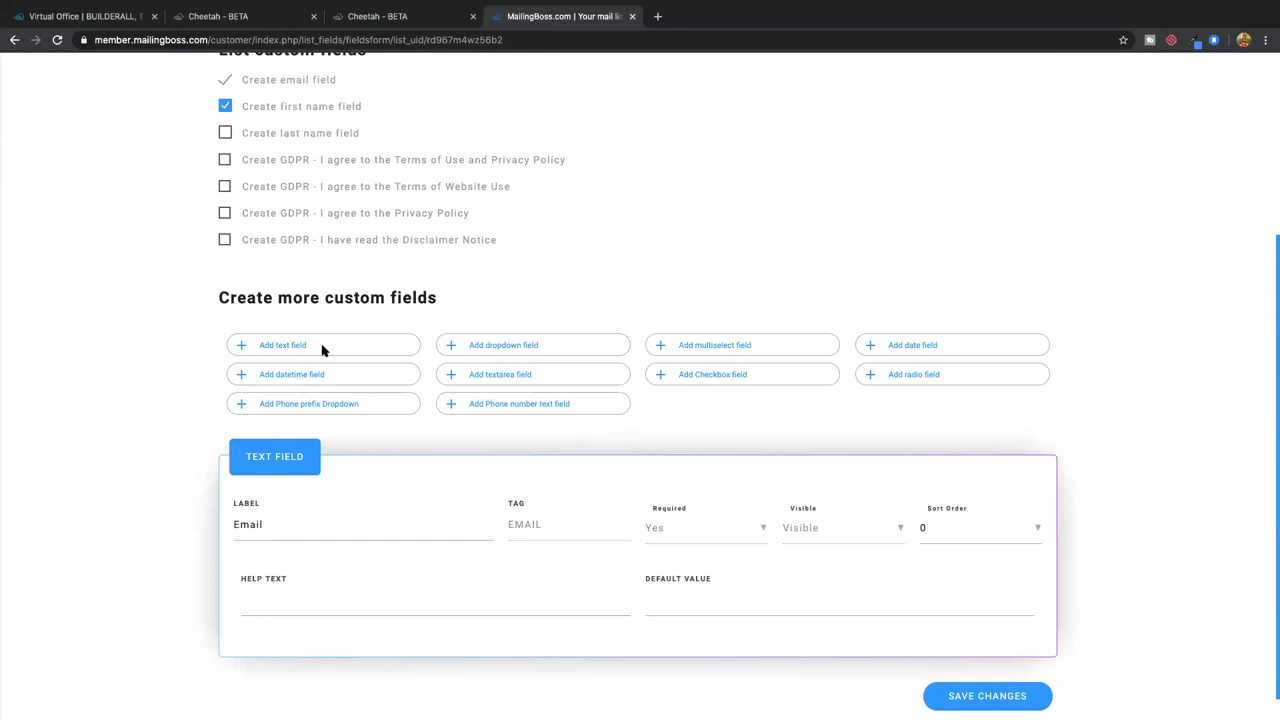 Virtual Office | BUILDERALL, T
Cheetah - BETA
Cheetah - BETA
MailingBoss.com | Your mail li
member.mailingboss.com/customer/index.php/list_fields/fieldsform/list_uid/rd967m4wz56b2
List custom fields
Create email field
Create first name field
Create last name field
Create GDPR - I agree to the Terms of Use and Privacy Policy
Create GDPR - I agree to the Terms of Website Use
Create GDPR - I agree to the Privacy Policy
Create GDPR - I have read the Disclaimer Notice
Create more custom fields
Add text field
Add dropdown field
Add multiselect field
Add date field
Add datetime field
Add textarea field
Add Checkbox field
Add radio field
Add Phone prefix Dropdown
Add Phone number text field
TEXT FIELD
LABEL
TAG
Required
Visible
Sort Order
Email
EMAIL
Yes
Visible
0
HELP TEXT
DEFAULT VALUE
SAVE CHANGES